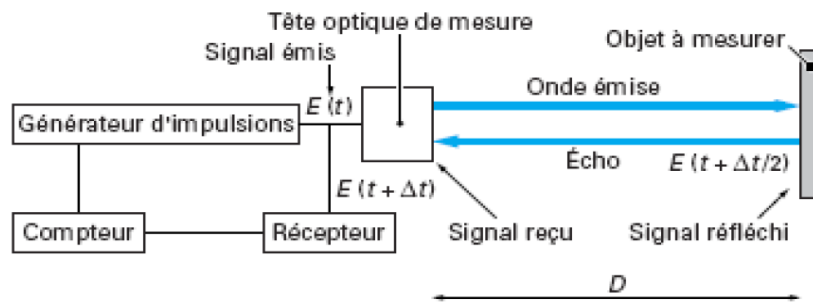 Tête optique de mesure
Signal émis
Objet à mesurer
E (t)
Onde émise
Générateur d'impulsions
Écho
E (t + Δt/2)
E (t + Δt)
Compteur
Récepteur
Signal reçu
Signal réfléchi
D